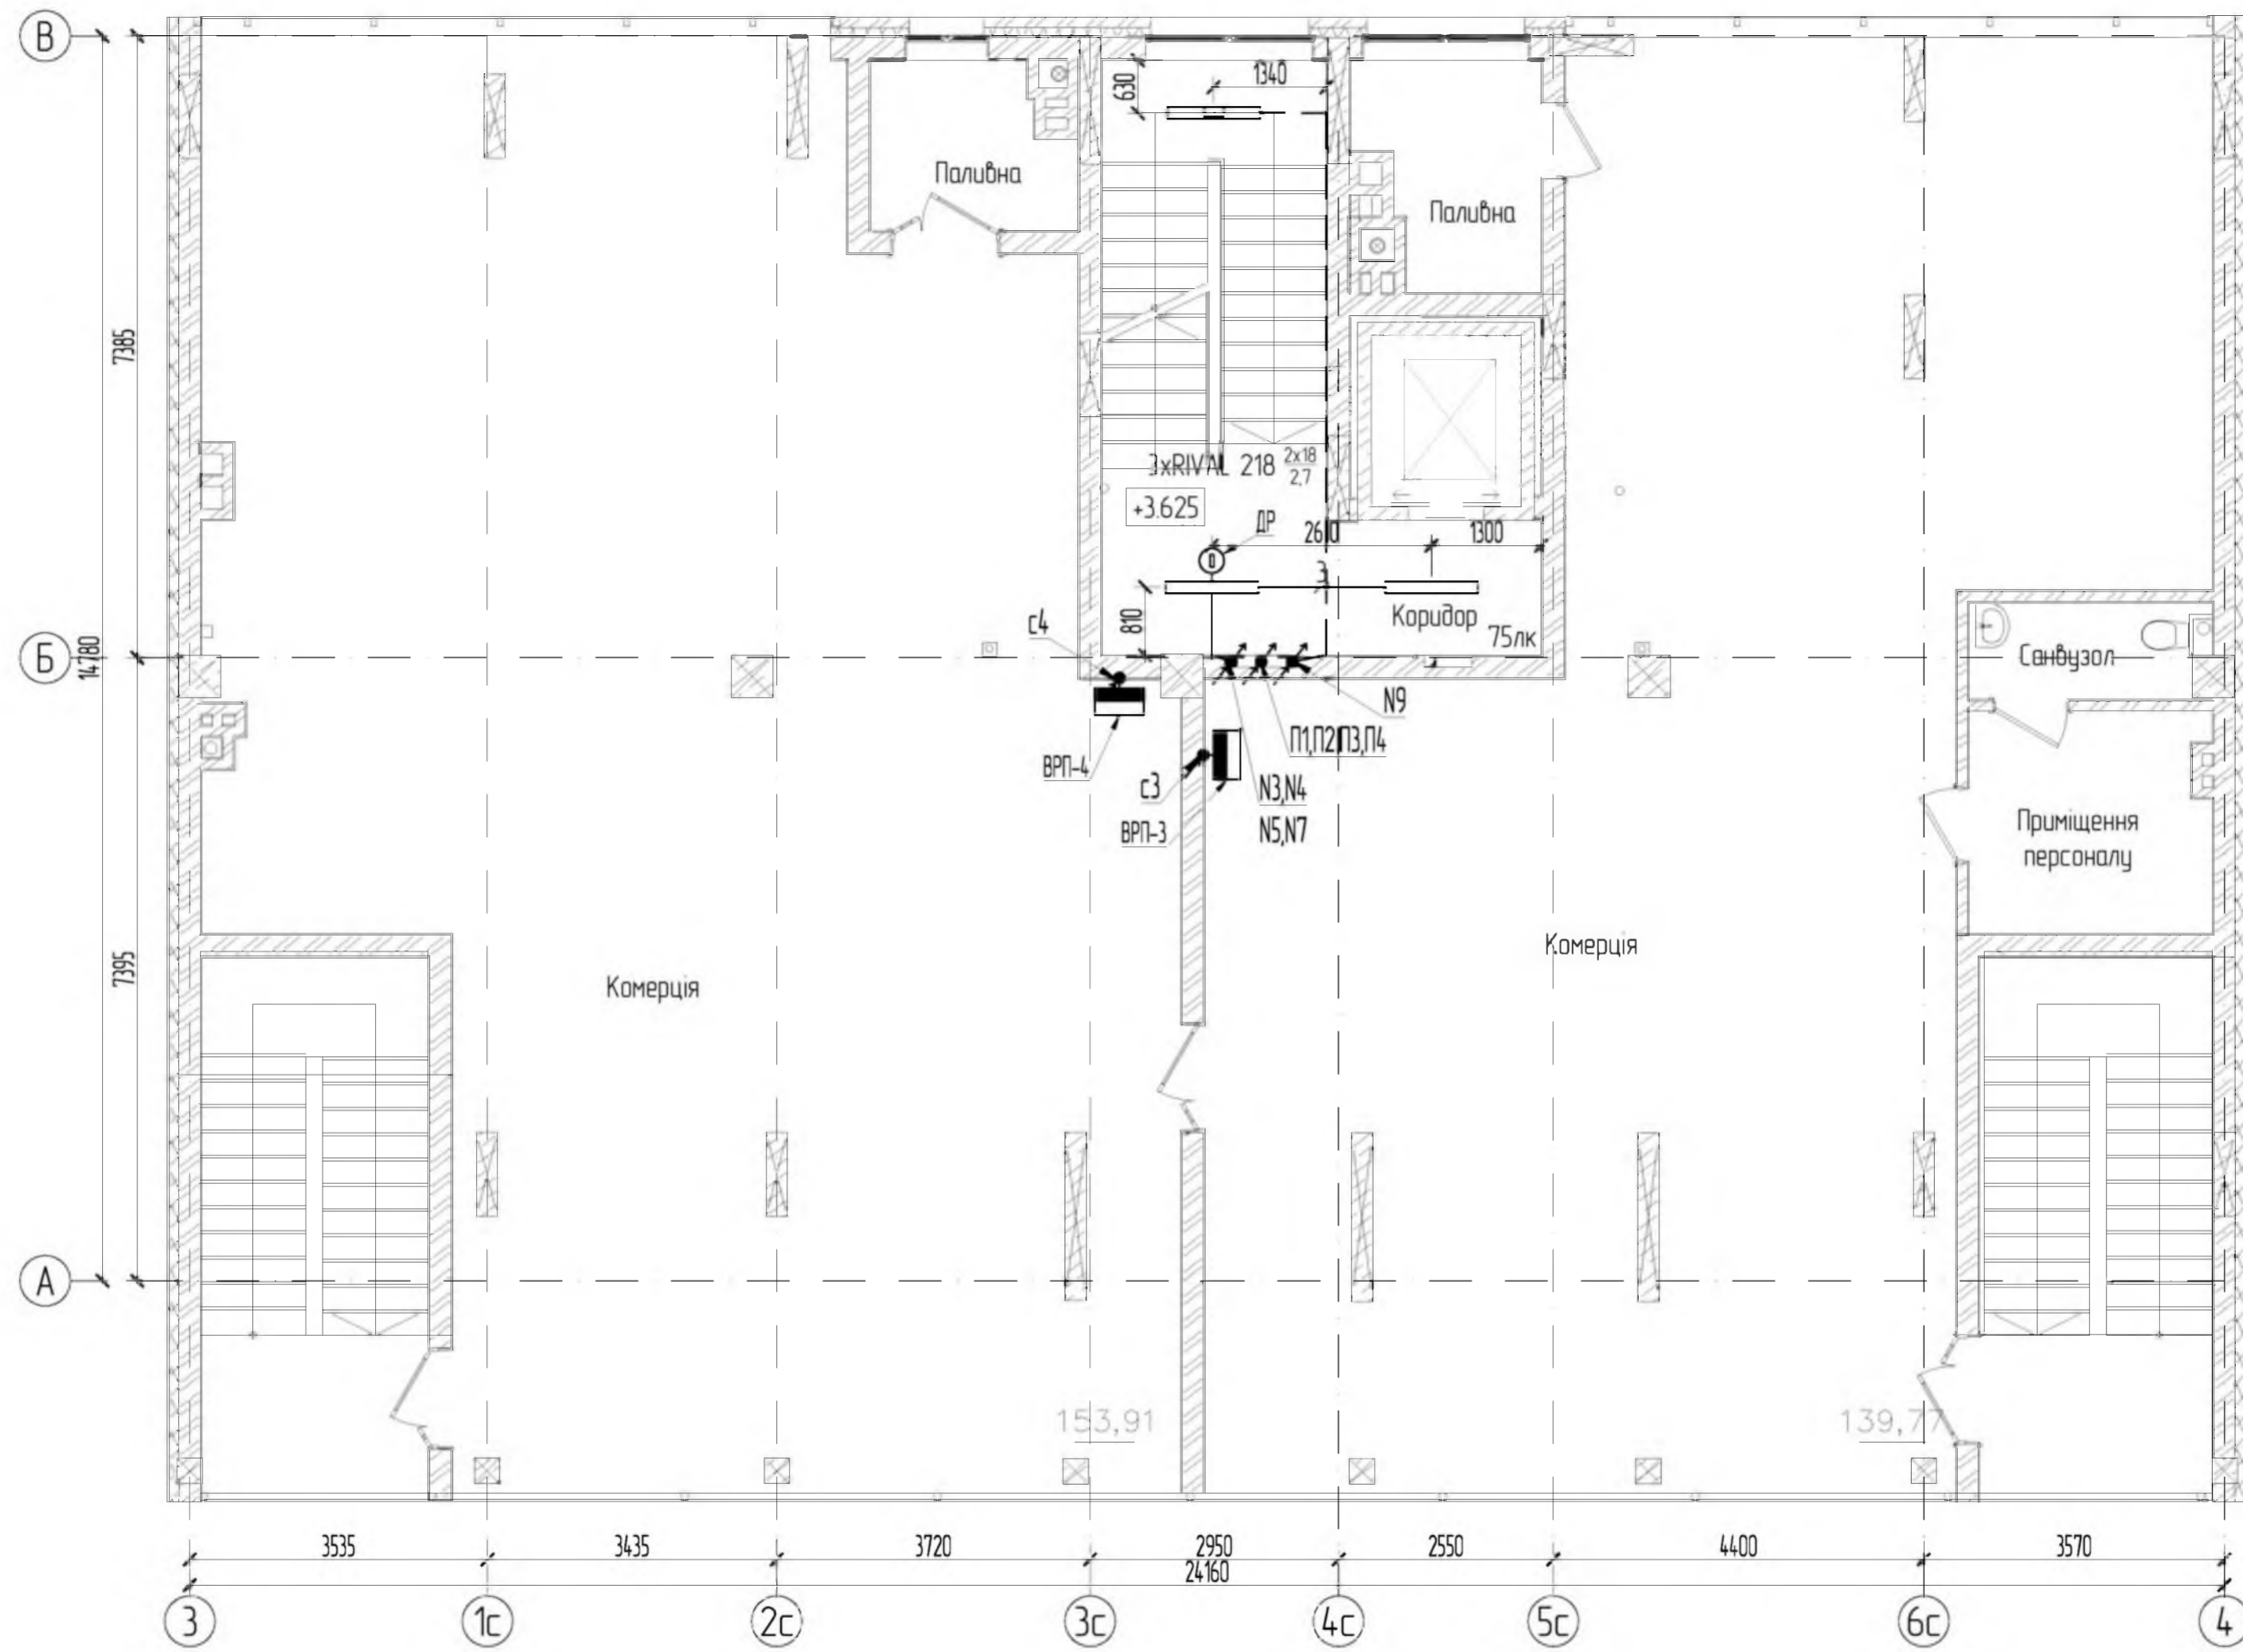 В
1340
630
Паливна
Паливна
7385
3xRIVAL 218 2x18
2,7
+3.625
ДР
2610
1300
3
810
Коридор
75лк
с4
Б
14780
Санвузол
N9
П1,П2,П3,П4
ВРП-4
с3
N3,N4
ВРП-3
N5,N7
Приміщення
персоналу
Комерція
7395
Комерція
А
153,91
139,77
3535
3435
3720
2950
2550
4400
3570
24160
3
1с
2с
3с
4с
5с
6с
4